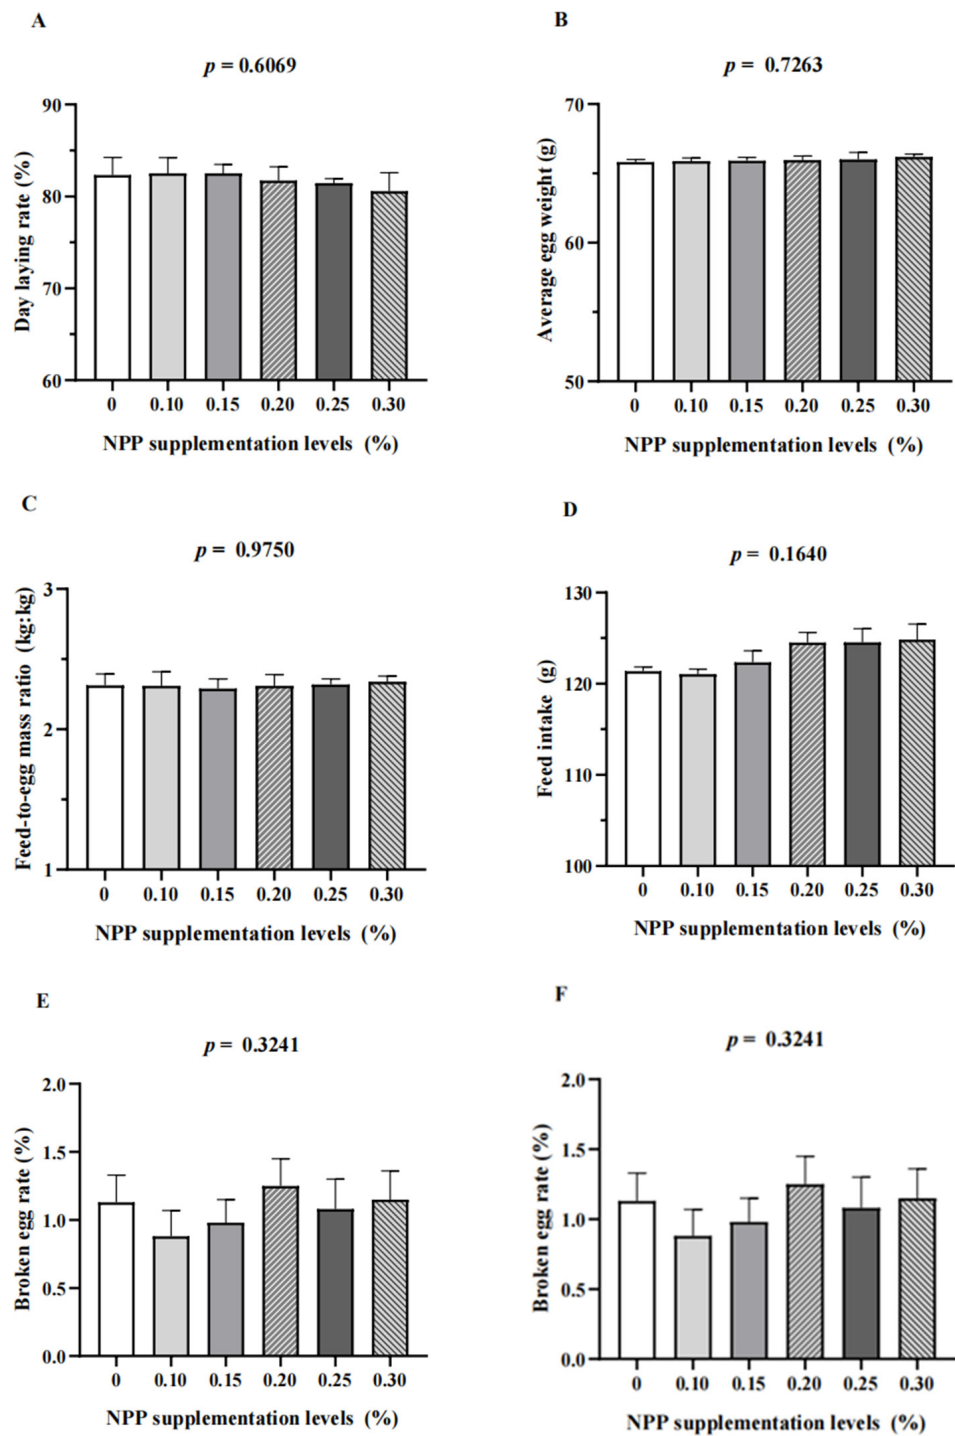 A
p = 0.6069
Day laying rate (%)
90
80
70
60
0 0.10 0.15 0.20 0.25 0.30
NPP supplementation levels (%)
B
p = 0.7263
Average egg weight (g)
70
60
50
0 0.10 0.15 0.20 0.25 0.30
NPP supplementation levels (%)
C
p = 0.9750
Feed-to-egg mass ratio (kg:kg)
3
2
1
0 0.10 0.15 0.20 0.25 0.30
NPP supplementation levels (%)
D
p = 0.1640
Feed intake (g)
130
120
110
100
0 0.10 0.15 0.20 0.25 0.30
NPP supplementation levels (%)
E
p = 0.3241
Broken egg rate (%)
2.0
1.5
1.0
0.5
0.0
0 0.10 0.15 0.20 0.25 0.30
NPP supplementation levels (%)
F
p = 0.3241
Broken egg rate (%)
2.0
1.5
1.0
0.5
0.0
0 0.10 0.15 0.20 0.25 0.30
NPP supplementation levels (%)